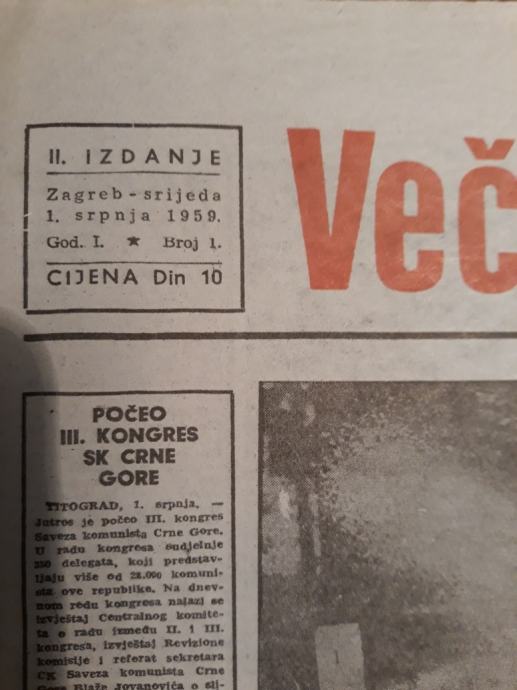 II. IZDANJE
Zagreb - srijeda
1. srpnja 1959.
God. I. ★ Broj 1.
CIJENA Din 10
Več
POČEO
III. KONGRES
SK CRNE
GORE
TITOGRAD, 1. srpnja. —
Jutros je počeo III. kongres
Saveza komunista Crne Gore.
U radu kongresa sudjeluje
350 delegata, koji predstav-
ljaju više od 28.000 komuni-
sta ove republike. Na dnev-
nom redu kongresa nalazi se
izvještaj Centralnog komite-
ta o radu između II. i III.
kongresa, izvještaj Revizione
komisije i referat sekretara
CK Saveza komunista Crne
Gore Blaže Jovanovića o sli-
1